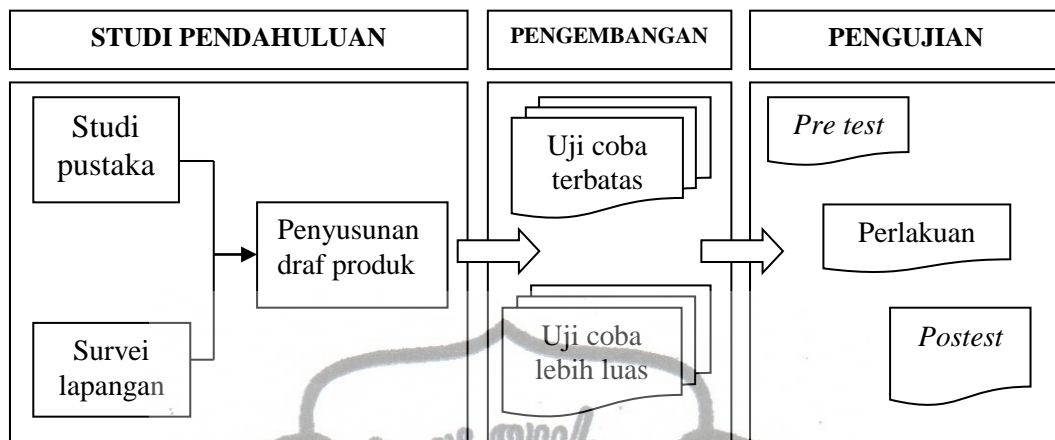 STUDI PENDAHULUAN
PENGEMBANGAN
PENGUJIAN
Studi
pustaka
Survei
lapangan
Penyusunan
draf produk
Uji coba
terbatas
Uji coba
lebih luas
Pre test
Perlakuan
Postest